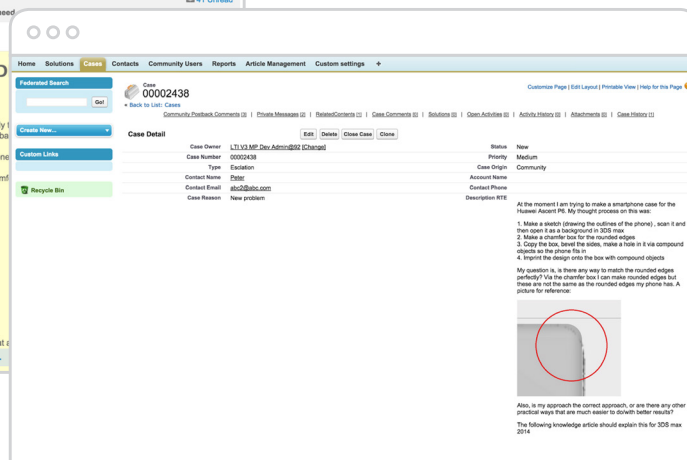 Home Solutions Cases Contacts Community Users Reports Article Management Custom settings +
Federated Search
Go!
Create New...
Custom Links
Recycle Bin
Case
00002438
« Back to List: Cases
Customize Page | Edit Layout | Printable View | Help for this Page
Community Postback Comments [3] | Private Messages [2] | RelatedContents [1] | Case Comments [0] | Solutions [0] | Open Activities [0] | Activity History [0] | Attachments [0] | Case History [1]
Case Detail Edit Delete Close Case Clone
Case Owner LTI V3 MP Dev Admin@92 [Change] Status New
Case Number 00002438 Priority Medium
Type Esclation Case Origin Community
Contact Name Peter Account Name
Contact Email abc2@abc.com Contact Phone
Case Reason New problem Description RTE
At the moment I am trying to make a smartphone case for the
Huawei Ascent P6. My thought process on this was:
1. Make a sketch (drawing the outlines of the phone) , scan it and
then open it as a background in 3DS max
2. Make a chamfer box for the rounded edges
3. Copy the box, bevel the sides, make a hole in it via compound
objects so the phone fits in
4. Imprint the design onto the box with compound objects
My question is, is there any way to match the rounded edges
perfectly? Via the chamfer box I can make rounded edges but
these are not the same as the rounded edges my phone has. A
picture for reference:
Also, is my approach the correct approach, or are there any other
practical ways that are much easier to do/with better results?
The following knowledge article should explain this for 3DS max
2014